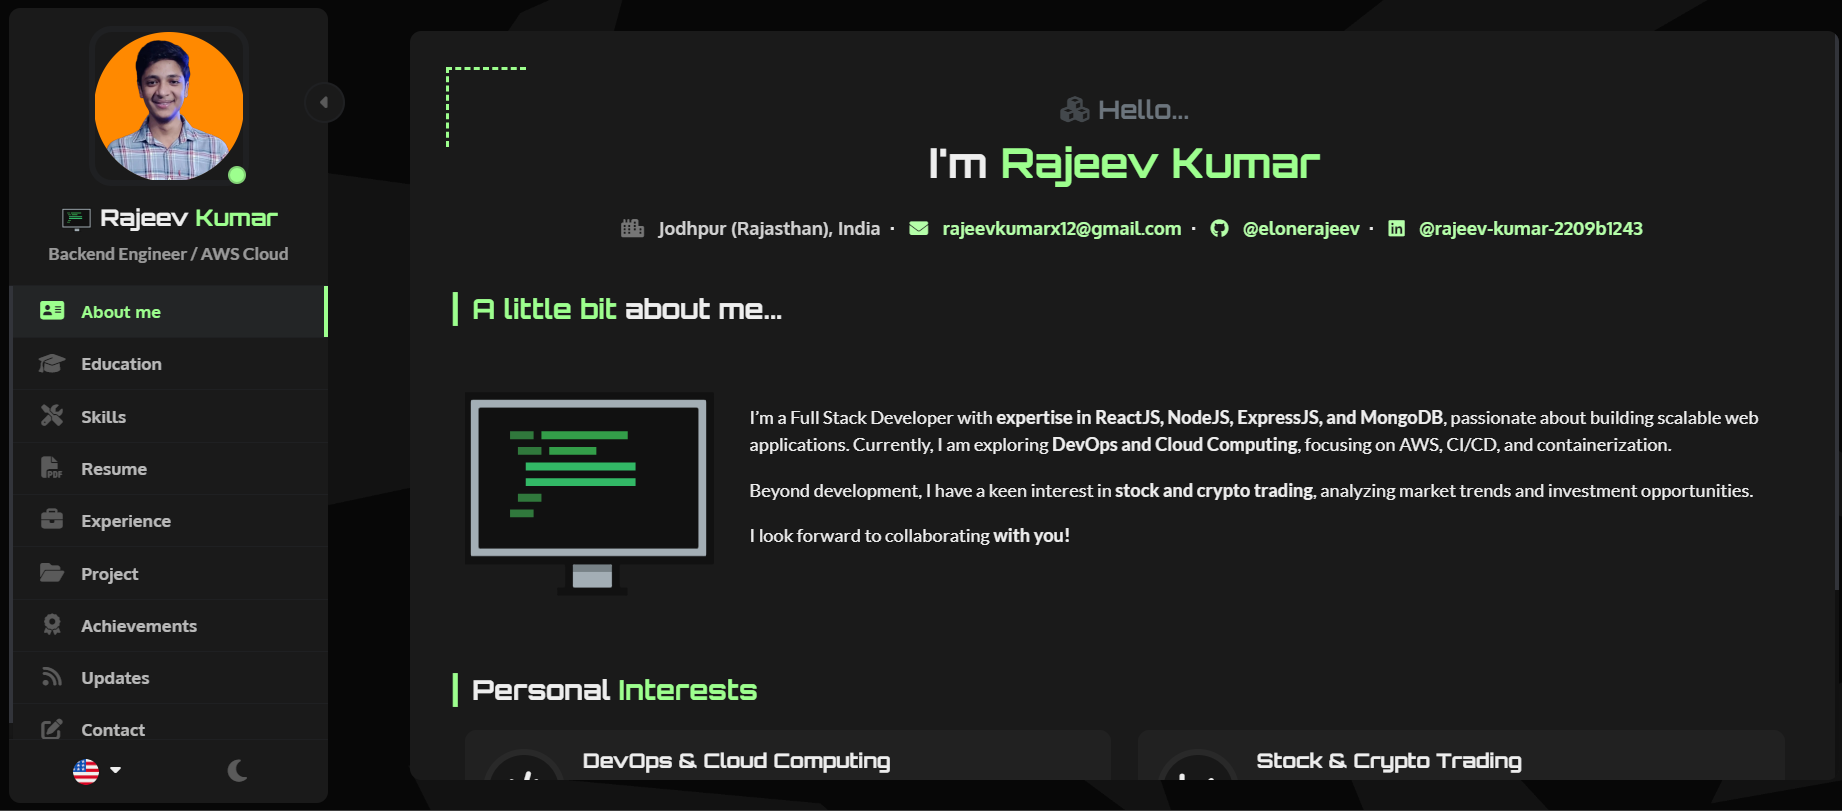 Rajeev Kumar
Backend Engineer / AWS Cloud
About me
Education
Skills
PDF
Resume
Experience
Project
Achievements
Updates
Contact
Hello...
I'm Rajeev Kumar
Jodhpur (Rajasthan), India · rajeevkumarx12@gmail.com · @elonerajeev · @rajeev-kumar-2209b1243
A little bit about me...
I'm a Full Stack Developer with expertise in ReactJS, NodeJS, ExpressJS, and MongoDB, passionate about building scalable web
applications. Currently, I am exploring DevOps and Cloud Computing, focusing on AWS, CI/CD, and containerization.
Beyond development, I have a keen interest in stock and crypto trading, analyzing market trends and investment opportunities.
I look forward to collaborating with you!
Personal Interests
DevOps & Cloud Computing
Stock & Crypto Trading